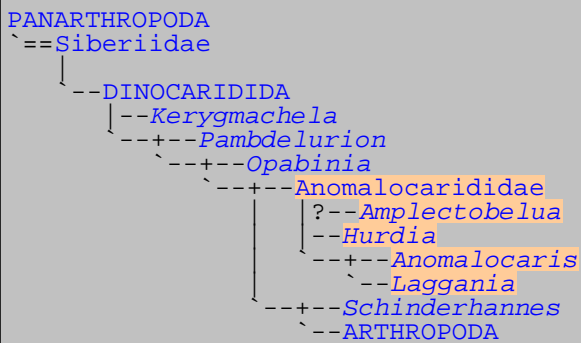 PANARTHROPODA
`==Siberiidae
   |
   `--DINOCARIDIDA
      |--Kerygmachela
      `--+--Pambdelurion
         `--+--Opabinia
            `--+--Anomalocarididae
               |  |?--Amplectobelua
               |  |--Hurdia
               |  `--+--Anomalocaris
               |     `--Laggania
               `--+--Schinderhannes
                  `--ARTHROPODA